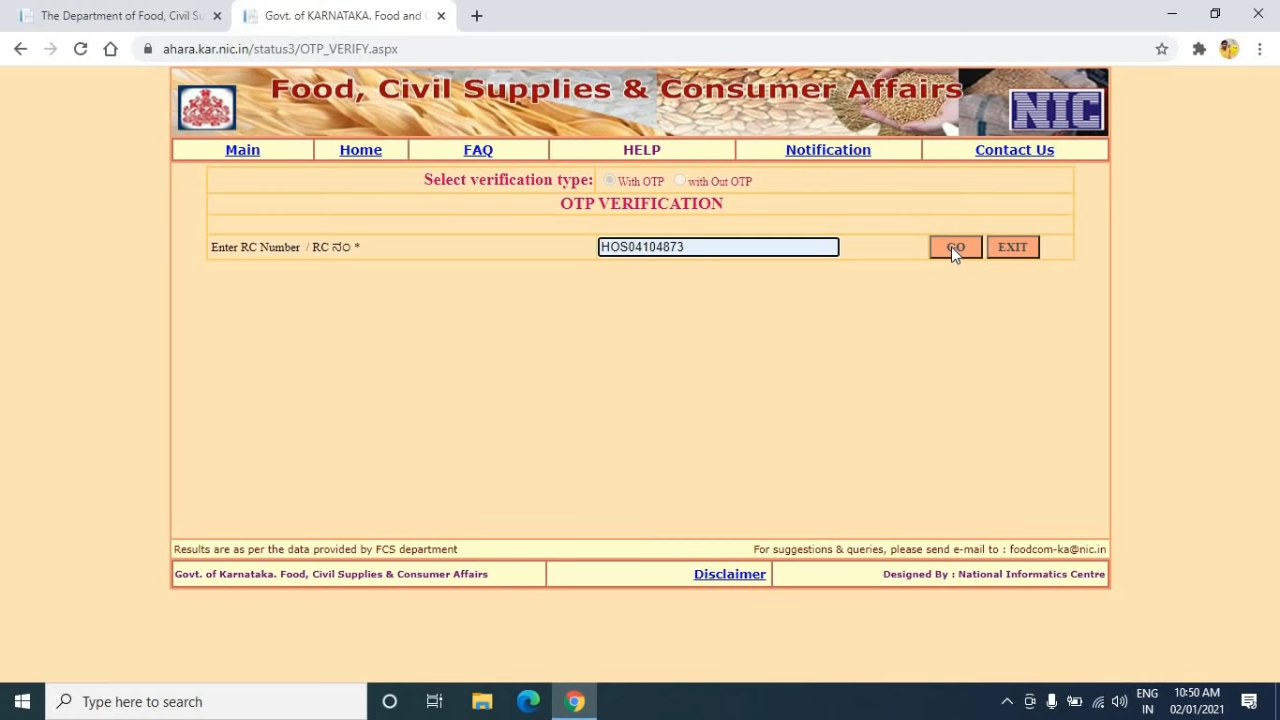 The Department of Food, Civil Su
Govt. of KARNATAKA. Food and C
ahara.kar.nic.in/status3/OTP_VERIFY.aspx
Food, Civil Supplies & Consumer Affairs
NIC
Main Home FAQ HELP Notification Contact Us
Select verification type: With OTP with Out OTP
OTP VERIFICATION
Enter RC Number / RC ನಂ * HOS04104873 GO EXIT
Results are as per the data provided by FCS department For suggestions & queries, please send e-mail to : foodcom-ka@nic.in
Govt. of Karnataka. Food, Civil Supplies & Consumer Affairs Disclaimer Designed By : National Informatics Centre
Type here to search
ENG 10:50 AM
IN 02/01/2021